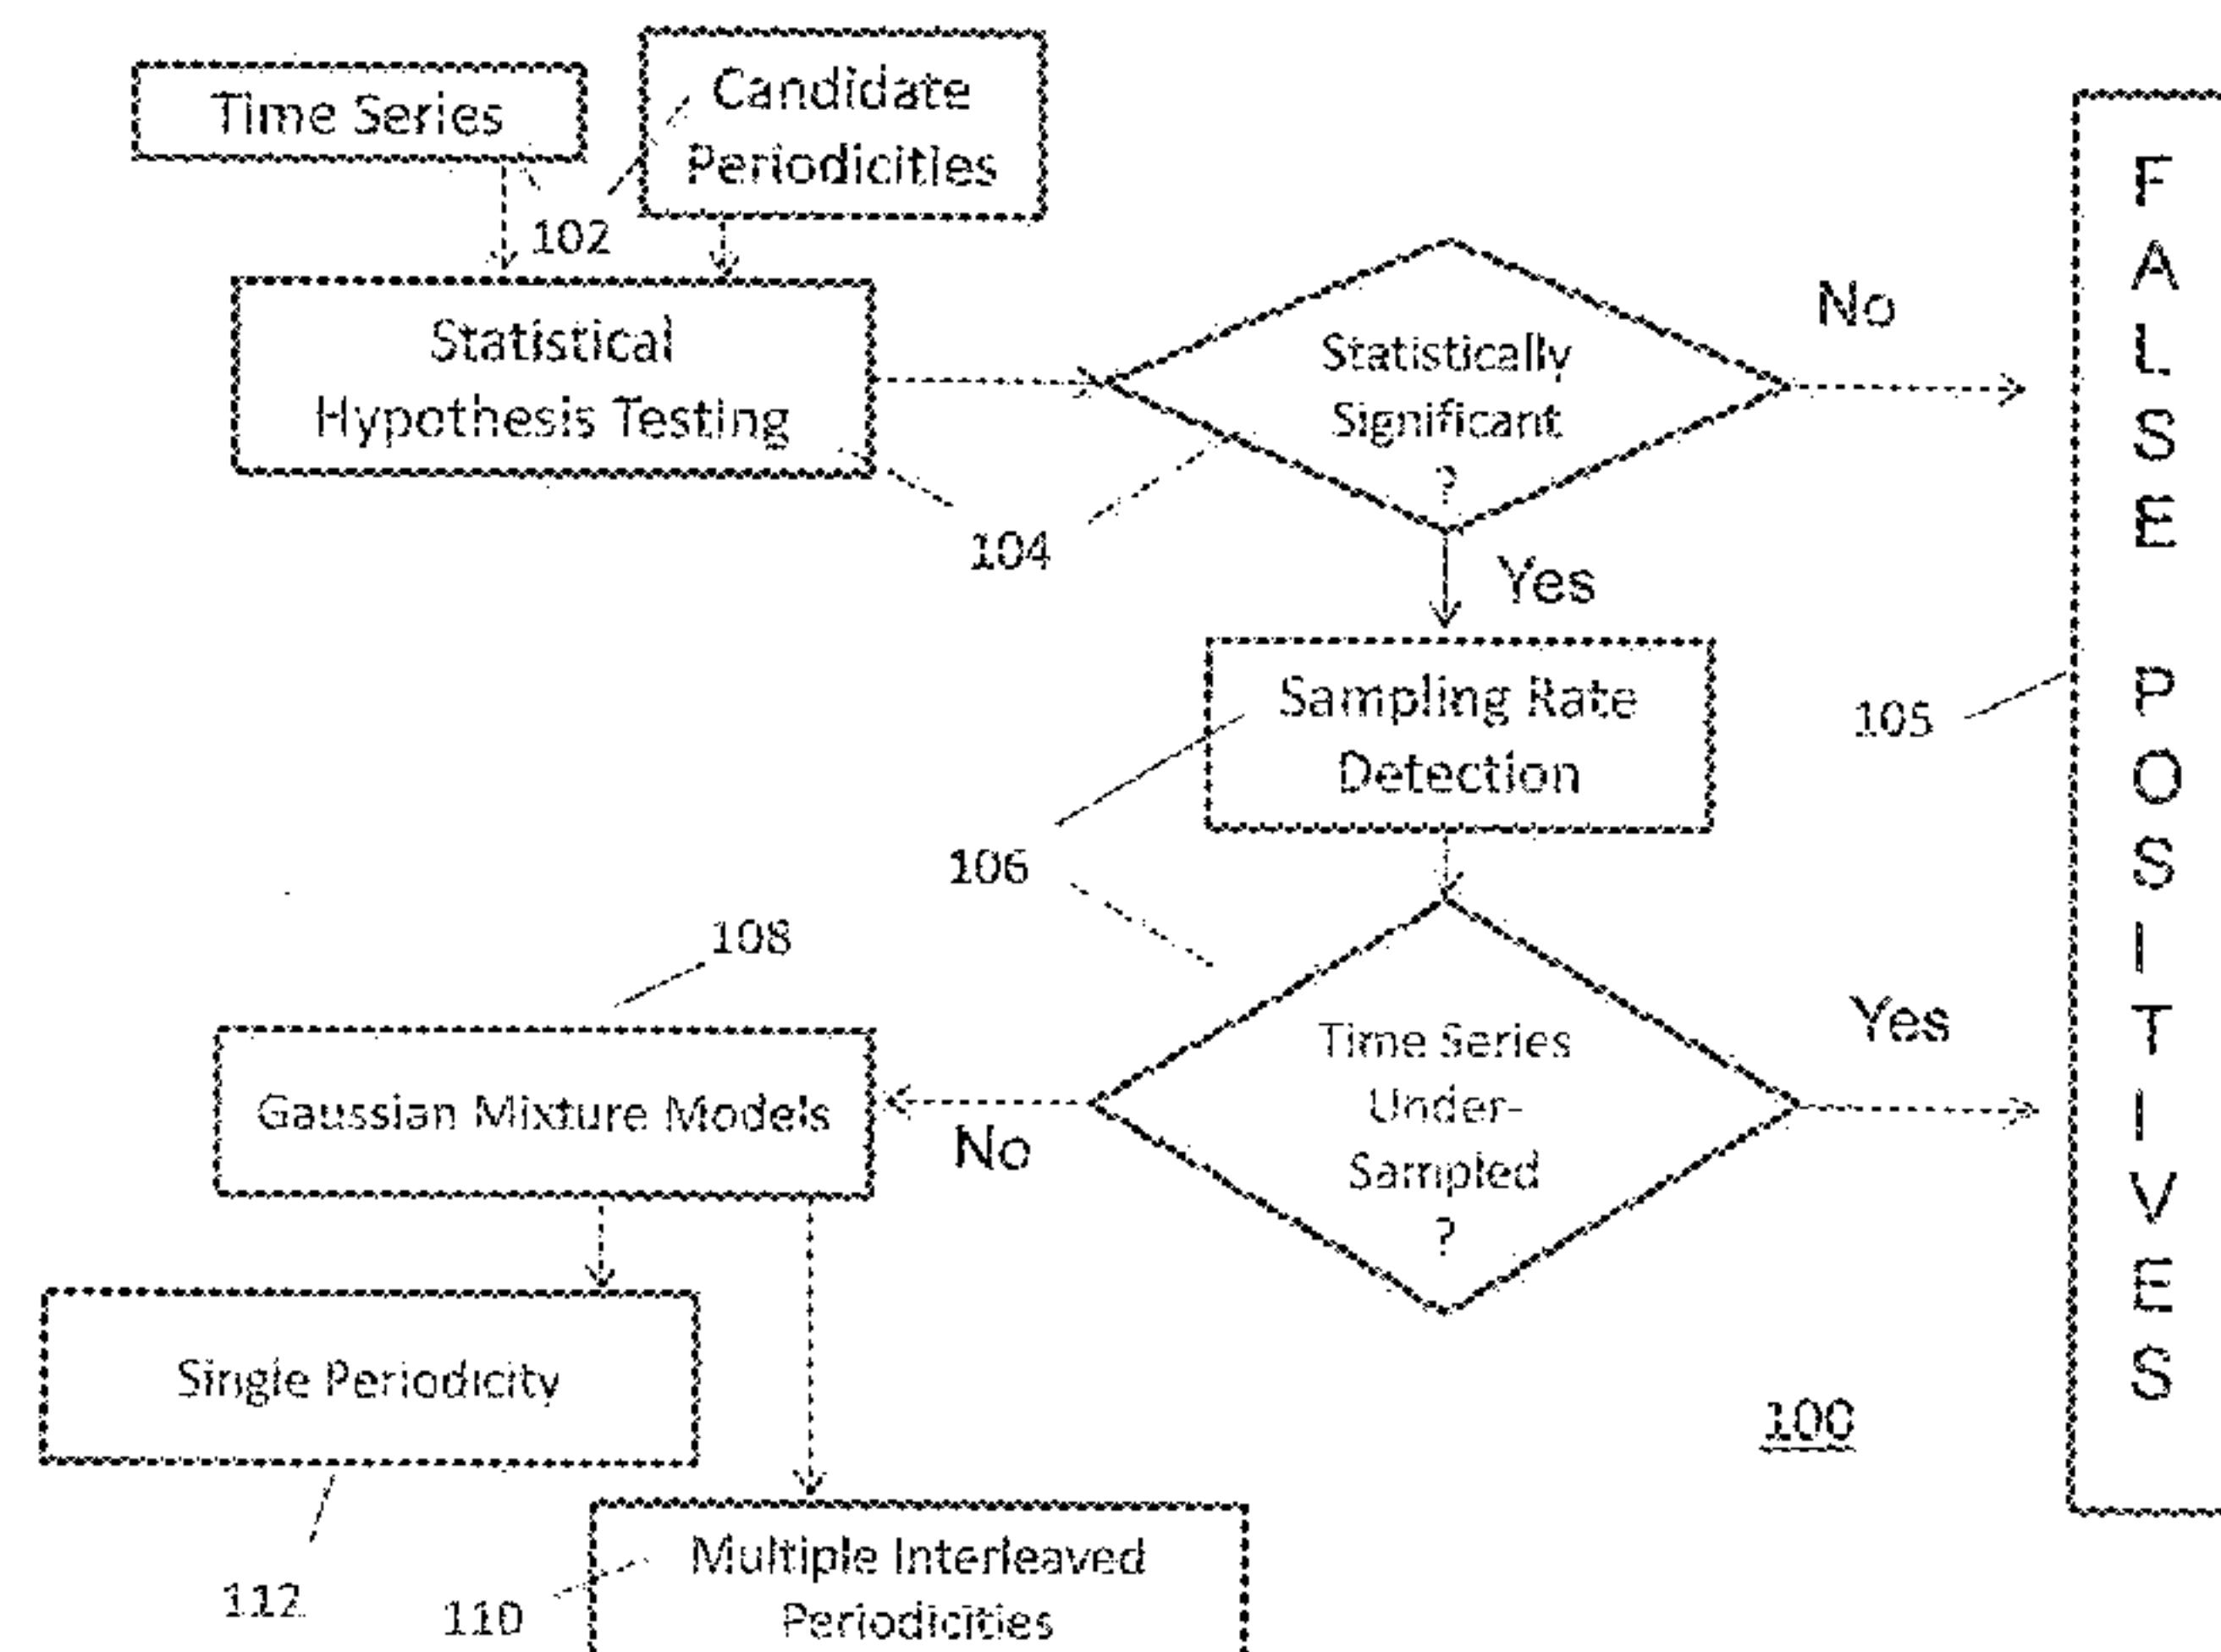 Time Series
Candidate
Periodicities
102
Statistical
Hypothesis Testing
Statistically
Significant
?
No
104
Yes
Sampling Rate
Detection
105
106
108
Gaussian Mixture Models
No
Time Series
Under-
Sampled
?
Yes
Single Periodicity
100
112
110
Multiple Interleaved
Periodicities
F
A
L
S
E
P
O
S
I
T
I
V
E
S